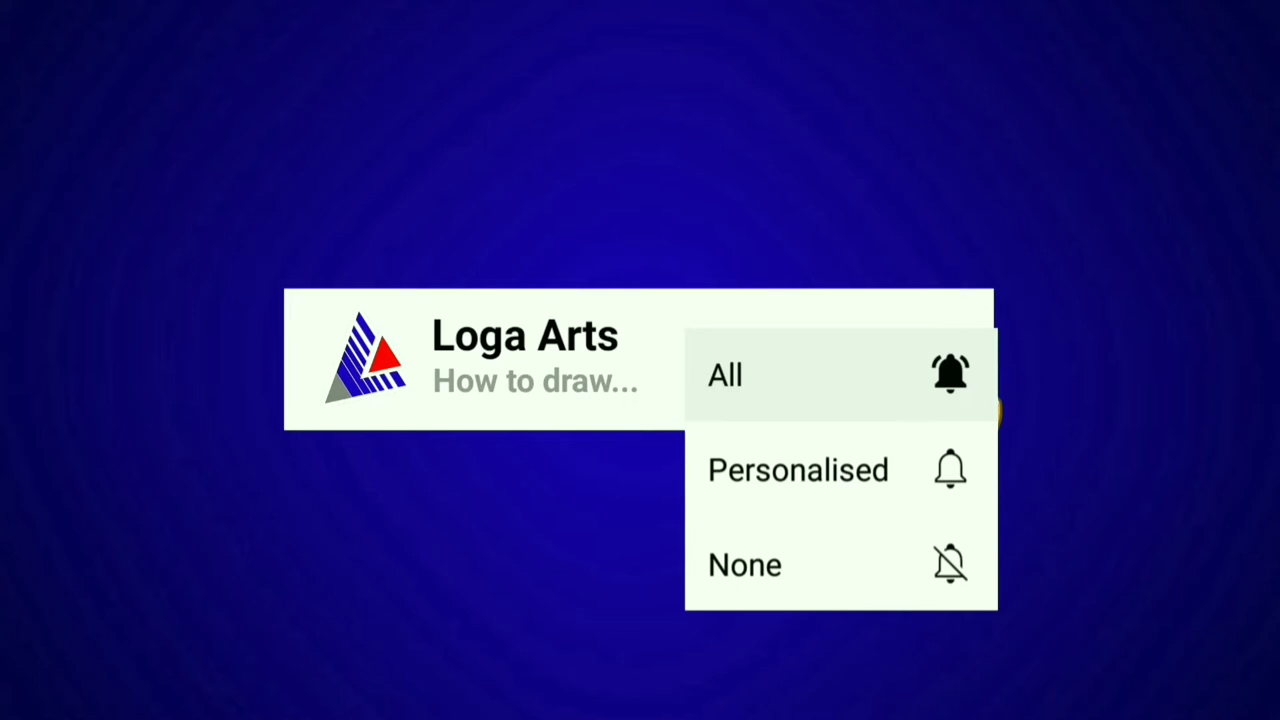 Loga Arts
How to draw...
All
Personalised
None